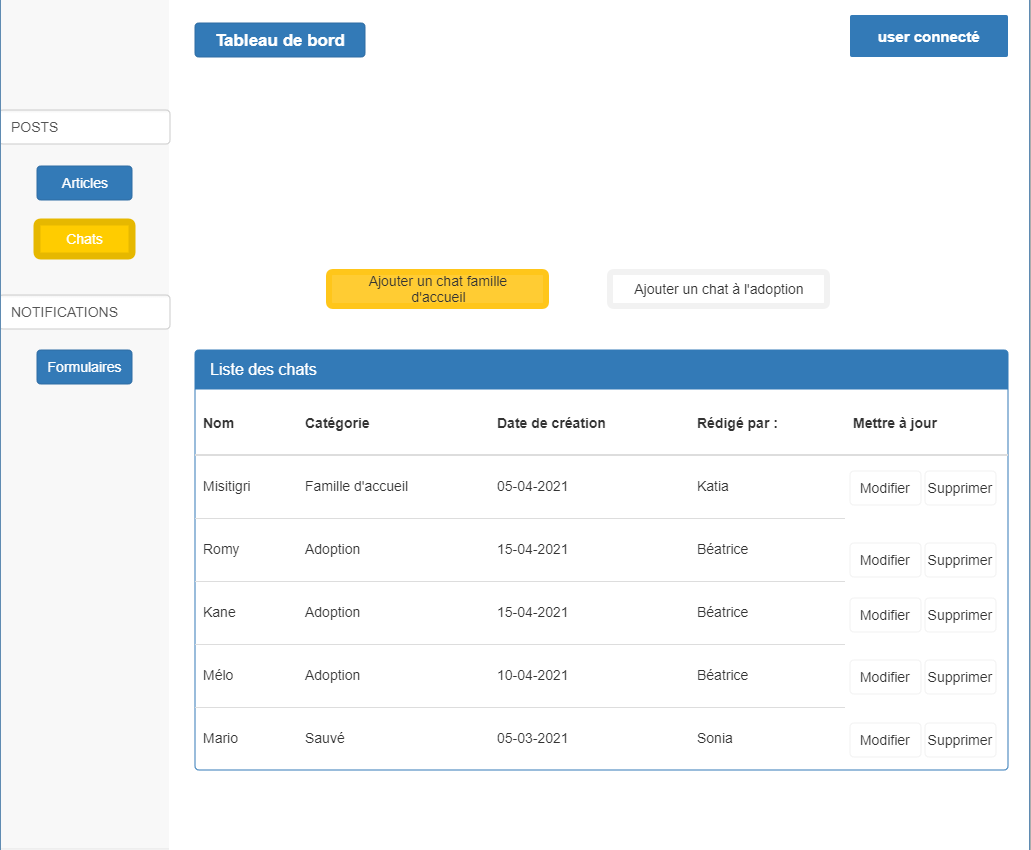 Tableau de bord
user connecté
POSTS
Articles
Chats
NOTIFICATIONS
Formulaires
Ajouter un chat famille
d'accueil
Ajouter un chat à l'adoption
Liste des chats
Nom Catégorie Date de création Rédigé par : Mettre à jour
Misitigri Famille d'accueil 05-04-2021 Katia Modifier Supprimer
Romy Adoption 15-04-2021 Béatrice Modifier Supprimer
Kane Adoption 15-04-2021 Béatrice Modifier Supprimer
Mélo Adoption 10-04-2021 Béatrice Modifier Supprimer
Mario Sauvé 05-03-2021 Sonia Modifier Supprimer